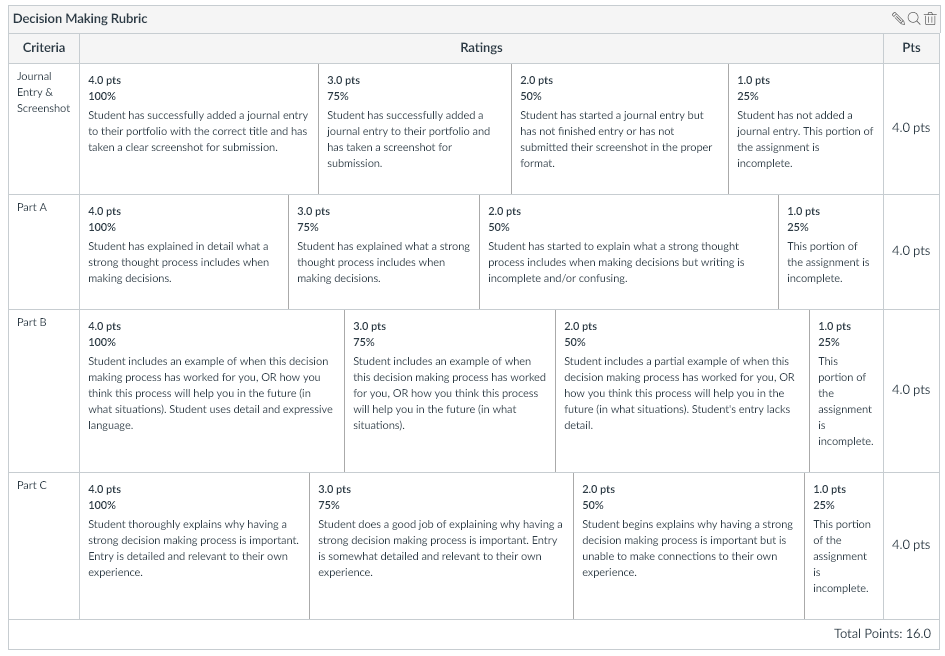 Decision Making Rubric
Criteria
Ratings
Pts
Journal
Entry &
Screenshot
4.0 pts
100%
Student has successfully added a journal entry
to their portfolio with the correct title and has
taken a clear screenshot for submission.
3.0 pts
75%
Student has successfully added a
journal entry to their portfolio and
has taken a screenshot for
submission.
2.0 pts
50%
Student has started a journal entry but
has not finished entry or has not
submitted their screenshot in the proper
format.
1.0 pts
25%
Student has not added a
journal entry. This portion of
the assignment is
incomplete.
4.0 pts
Part A
4.0 pts
100%
Student has explained in detail what a
strong thought process includes when
making decisions.
3.0 pts
75%
Student has explained what a strong
thought process includes when
making decisions.
2.0 pts
50%
Student has started to explain what a strong thought
process includes when making decisions but writing is
incomplete and/or confusing.
1.0 pts
25%
This portion of
the assignment is
incomplete.
4.0 pts
Part B
4.0 pts
100%
Student includes an example of when this decision
making process has worked for you, OR how you
think this process will help you in the future (in
what situations). Student uses detail and expressive
language.
3.0 pts
75%
Student includes an example of when
this decision making process has worked
for you, OR how you think this process
will help you in the future (in what
situations).
2.0 pts
50%
Student includes a partial example of when this
decision making process has worked for you, OR
how you think this process will help you in the
future (in what situations). Student's entry lacks
detail.
1.0 pts
25%
This
portion of
the
assignment
is
incomplete.
4.0 pts
Part C
4.0 pts
100%
Student thoroughly explains why having a
strong decision making process is important.
Entry is detailed and relevant to their own
experience.
3.0 pts
75%
Student does a good job of explaining why having a
strong decision making process is important. Entry
is somewhat detailed and relevant to their own
experience.
2.0 pts
50%
Student begins explains why having a strong
decision making process is important but is
unable to make connections to their own
experience.
1.0 pts
25%
This portion
of the
assignment
is
incomplete.
4.0 pts
Total Points: 16.0